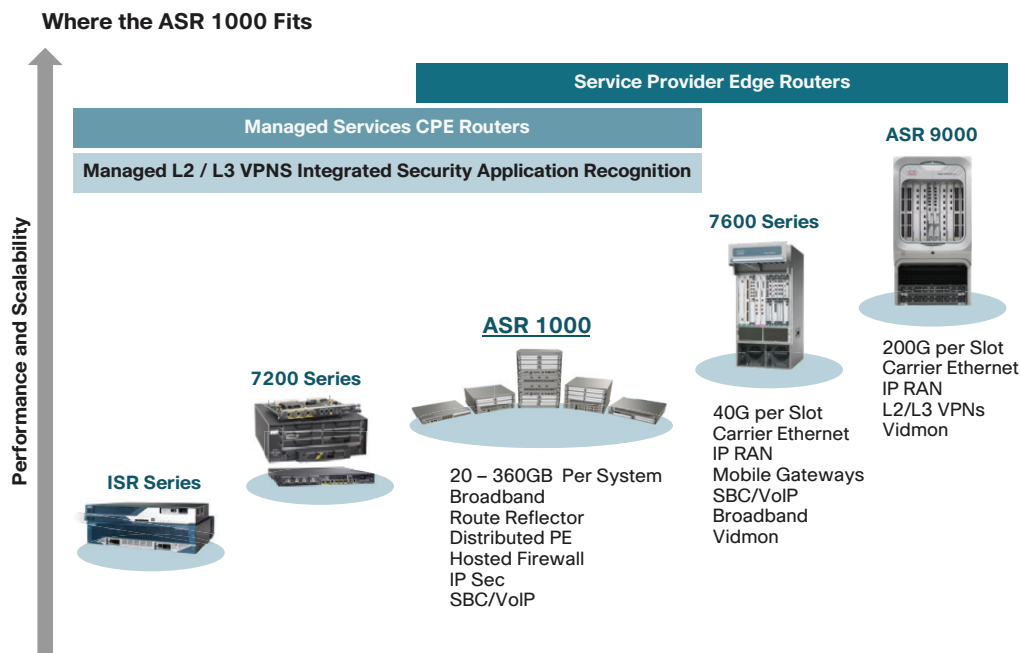 Where the ASR 1000 Fits
Service Provider Edge Routers
Managed Services CPE Routers
Managed L2 / L3 VPNS Integrated Security Application Recognition
Performance and Scalability
ISR Series
7200 Series
ASR 1000
20 – 360GB Per System
Broadband
Route Reflector
Distributed PE
Hosted Firewall
IP Sec
SBC/VoIP
7600 Series
40G per Slot
Carrier Ethernet
IP RAN
Mobile Gateways
SBC/VoIP
Broadband
Vidmon
ASR 9000
200G per Slot
Carrier Ethernet
IP RAN
L2/L3 VPNs
Vidmon